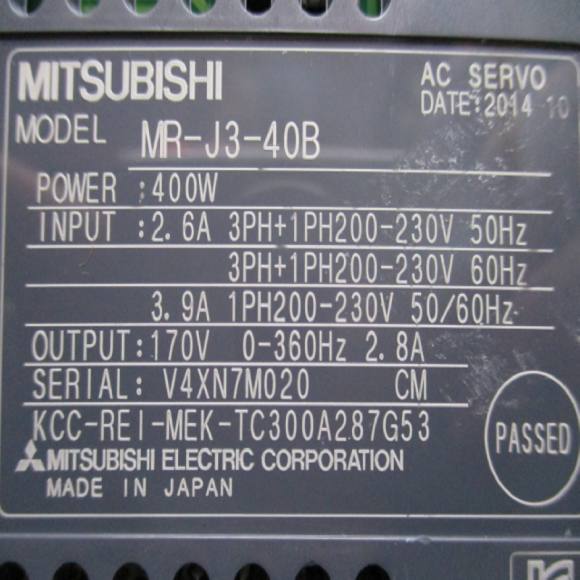 MITSUBISHI
AC SERVO
DATE:2014 10
MODEL MR-J3-40B
POWER :400W
INPUT :2.6A 3PH+1PH200-230V 50Hz
3PH+1PH200-230V 60Hz
3.9A 1PH200-230V 50/60Hz
OUTPUT:170V 0-360Hz 2.8A
SERIAL: V4XN7M020 CM
KCC-REI-MEK-TC300A287G53
PASSED
MITSUBISHI ELECTRIC CORPORATION
MADE IN JAPAN